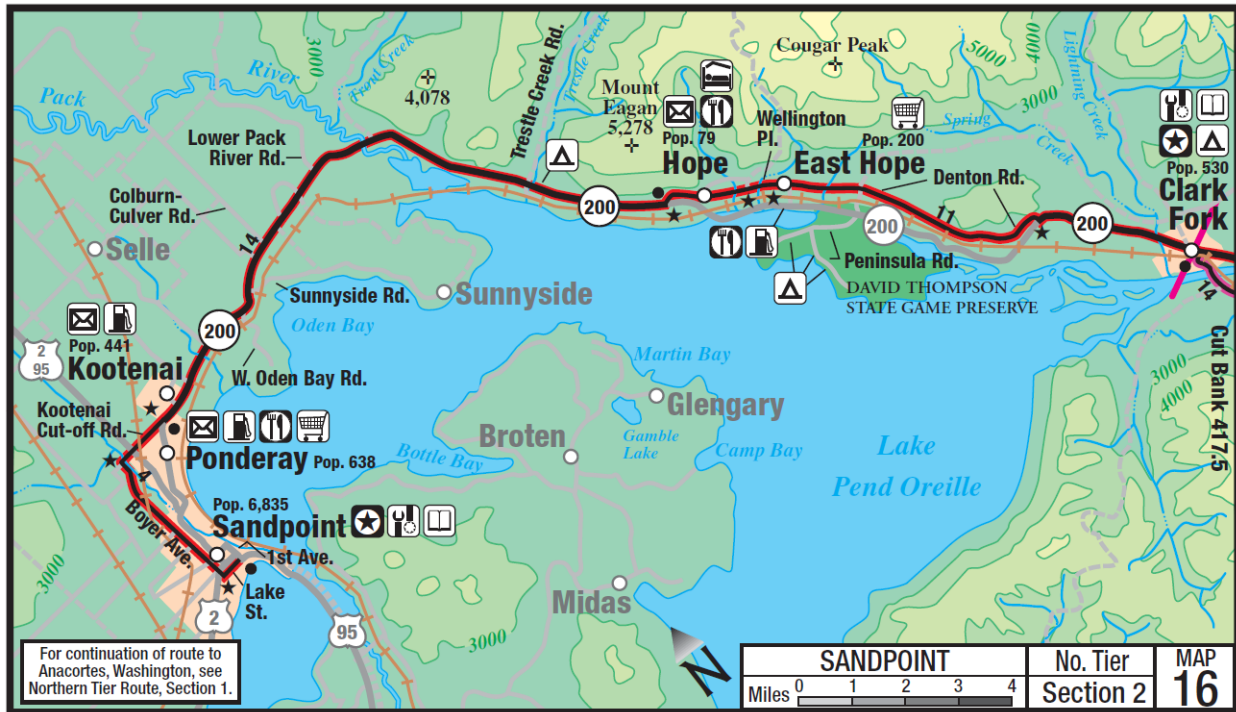 3000
Trout Creek
Trestle Creek Rd.
Trestle Creek
Cougar Peak
5000
4000
Lightning Creek
River
Pack
4,078
Mount
Eagan
5,278
3000
Lower Pack
River Rd.
Pop. 79
Hope
Wellington
Pl.
Pop. 200
East Hope
Spring
Creek
Denton Rd.
Pop. 530
Clark
Fork
Colburn-
Culver Rd.
200
200
11
200
14
Selle
14
Peninsula Rd.
DAVID THOMPSON
STATE GAME PRESERVE
Sunnyside Rd.
Sunnyside
Oden Bay
Cut Bank 417.5
2
95
200
Pop. 441
Kootenai
W. Oden Bay Rd.
Martin Bay
3000
4000
Kootenai
Cut-off Rd.
Glengary
Gamble
Lake
Broten
Camp Bay
Lake
Pend Oreille
Ponderay Pop. 638
Bottle Bay
4
Boyer Ave.
Pop. 6,835
Sandpoint
1st Ave.
Lake
St.
3000
Midas
2
95
3000
For continuation of route to
Anacortes, Washington, see
Northern Tier Route, Section 1.
N
SANDPOINT
No. Tier
MAP
Miles 0 1 2 3 4
Section 2
16